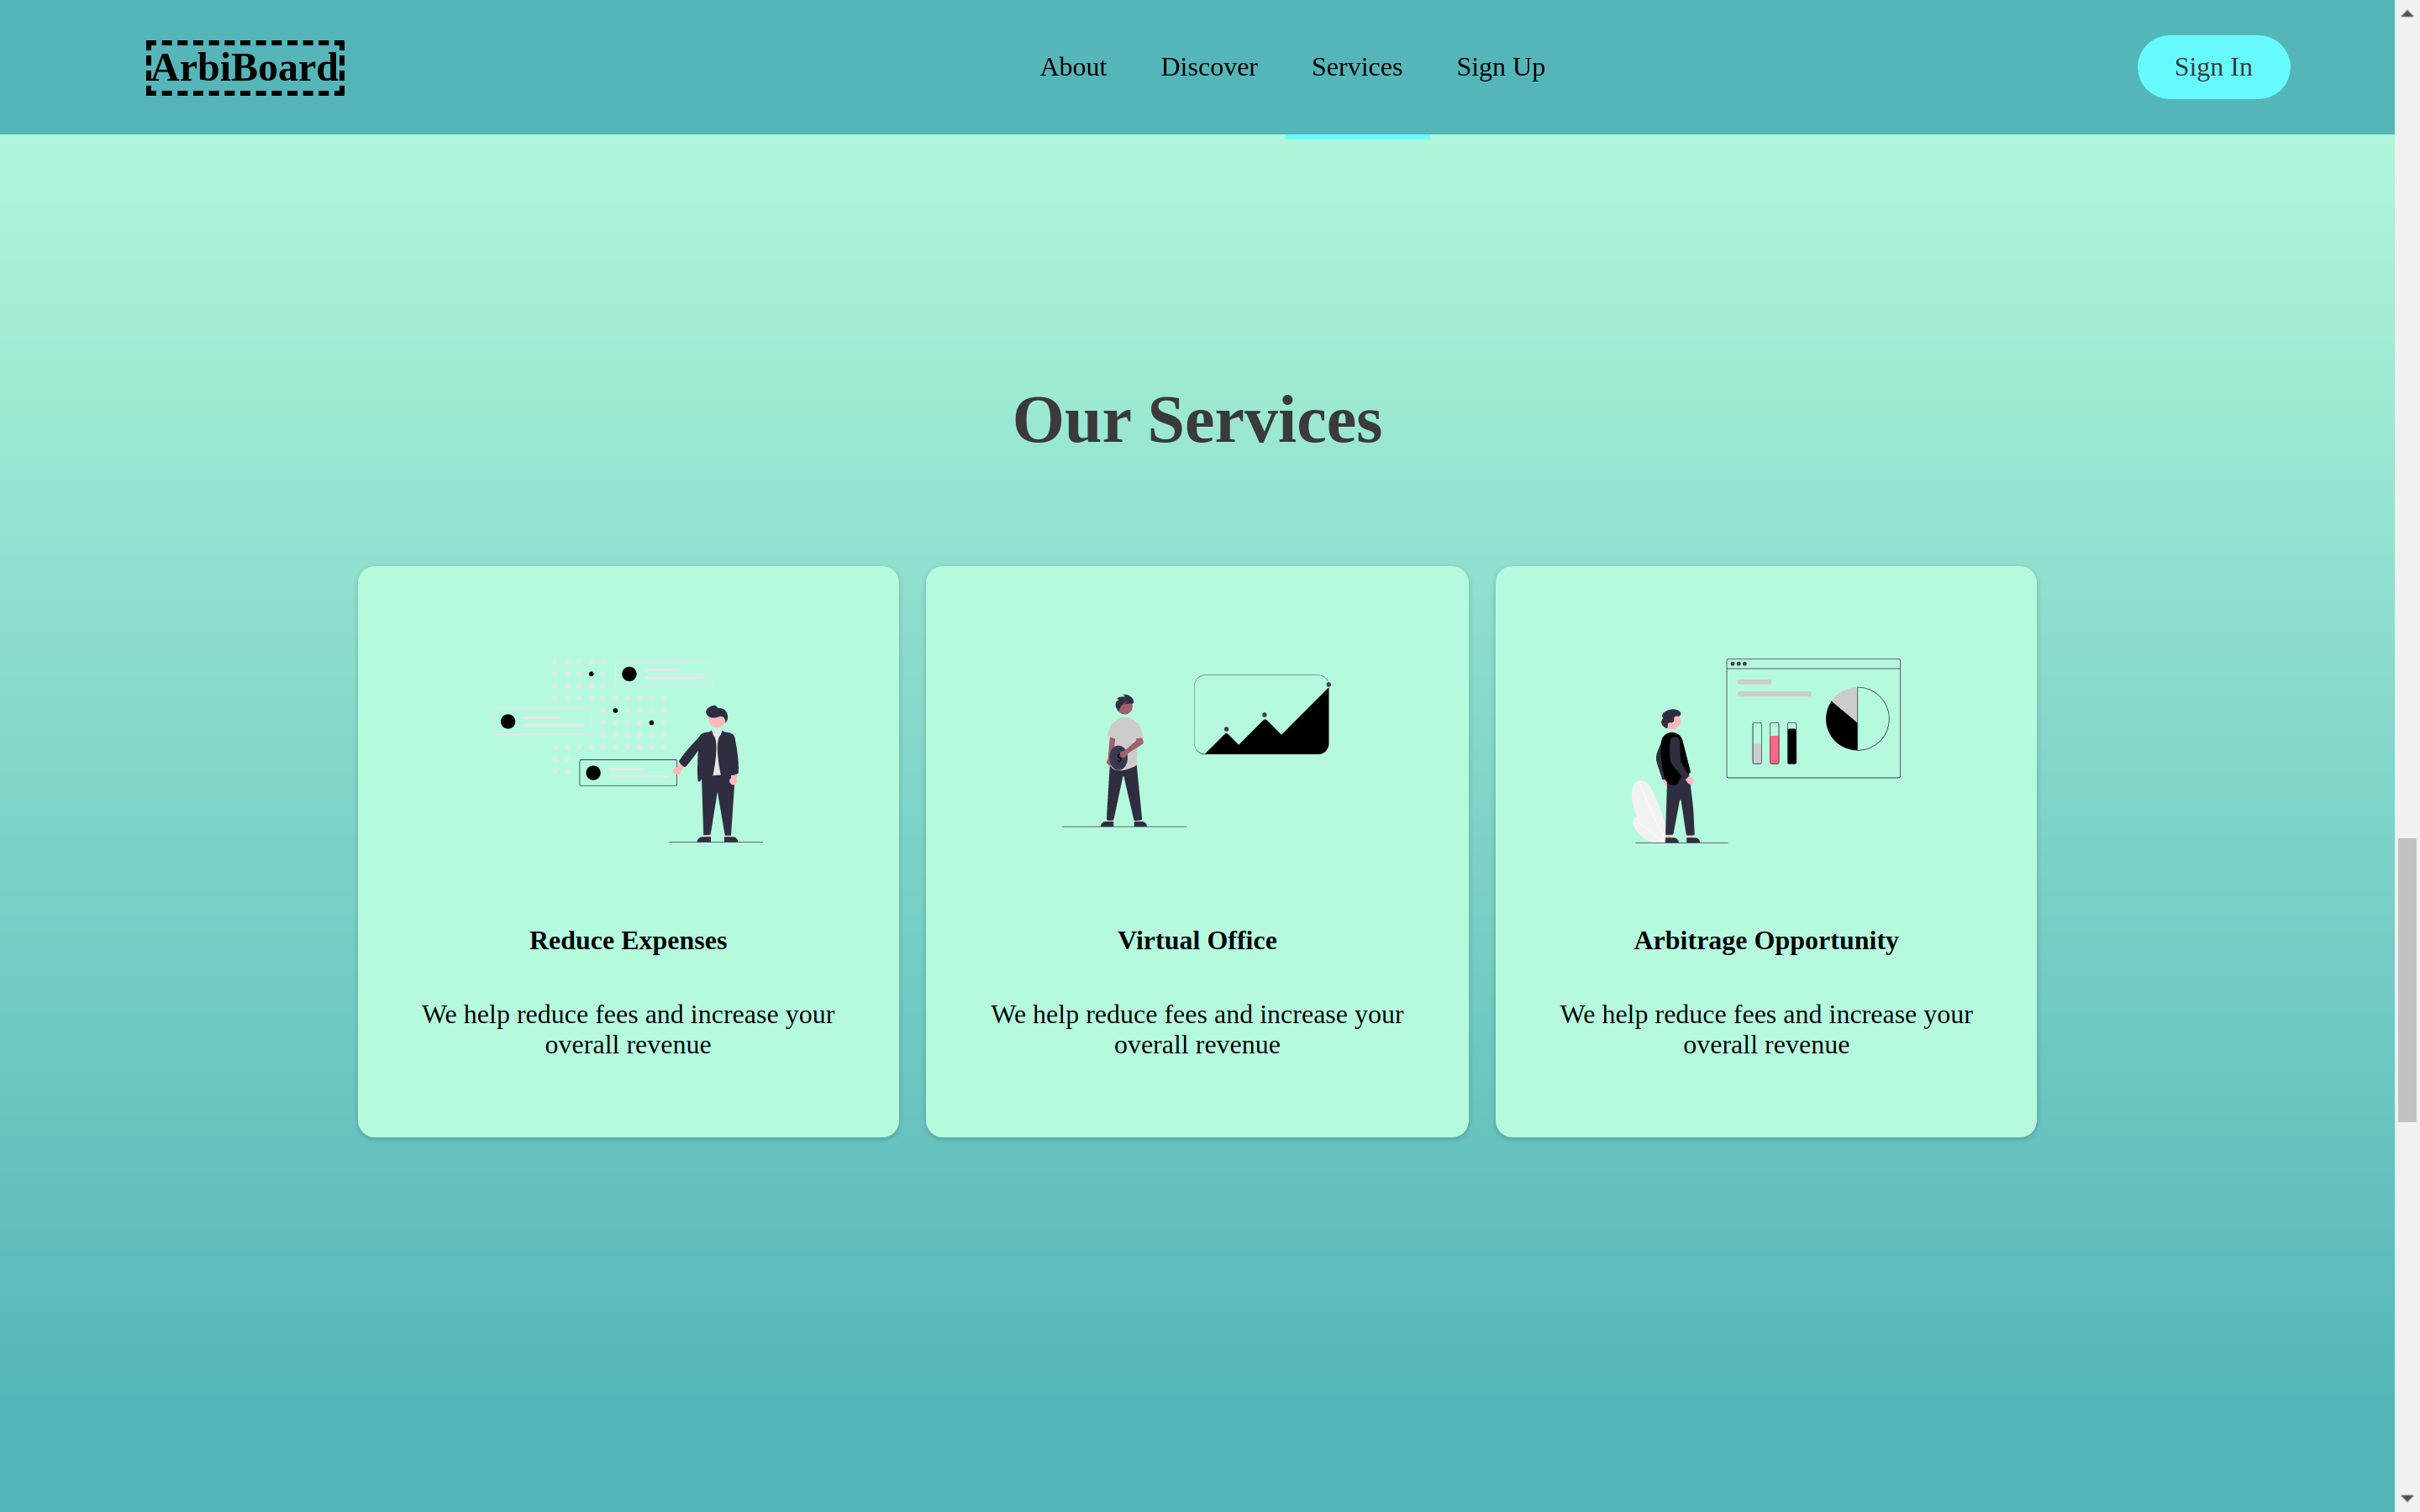 ArbiBoard
About
Discover
Services
Sign Up
Sign In
Our Services
Reduce Expenses
We help reduce fees and increase your
overall revenue
Virtual Office
We help reduce fees and increase your
overall revenue
Arbitrage Opportunity
We help reduce fees and increase your
overall revenue